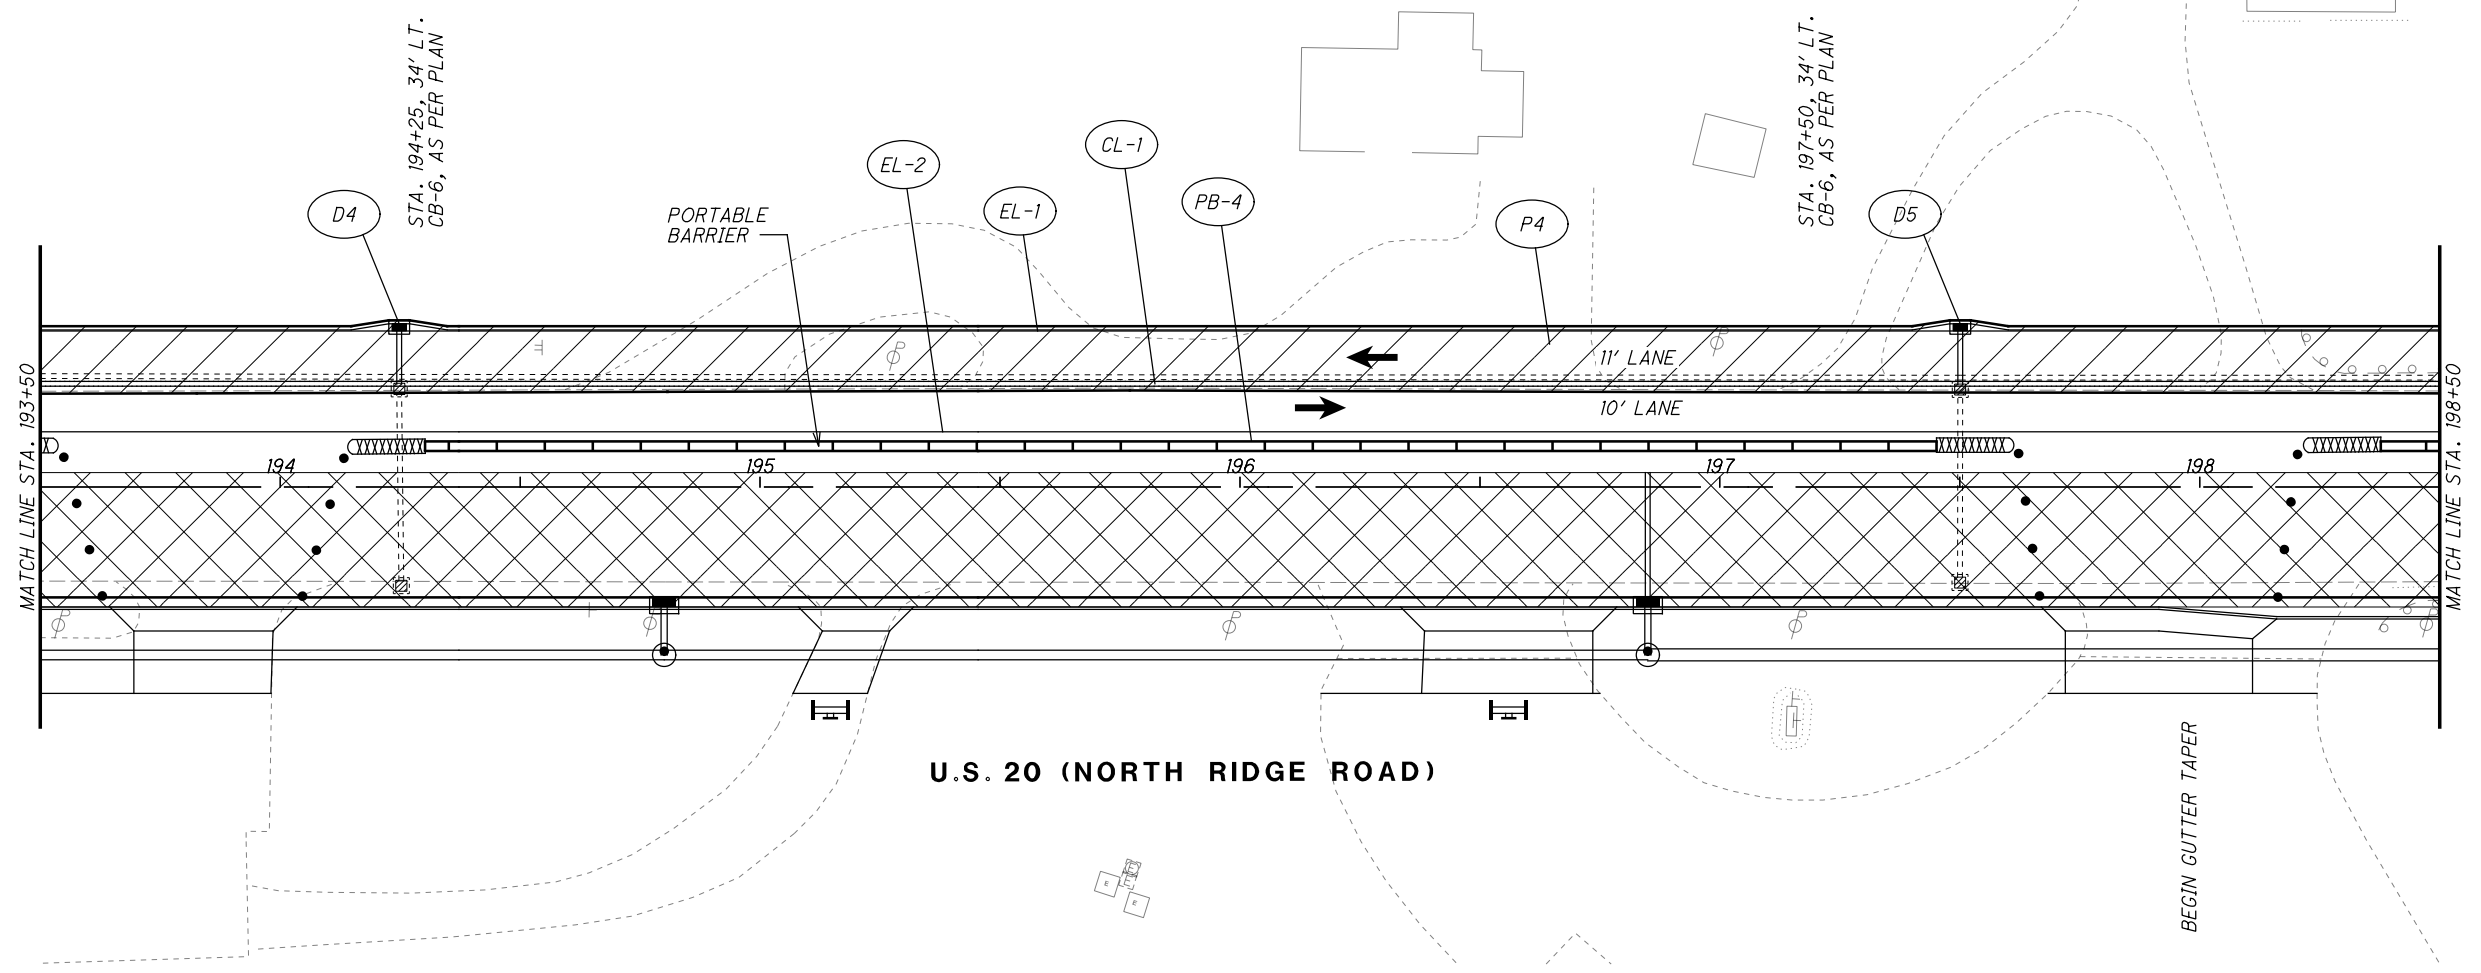 STA. 194+25, 34' LT.
CB-6, AS PER PLAN
STA. 197+50, 34' LT.
CB-6, AS PER PLAN
CL-1
EL-2
PB-4
EL-1
D4
PORTABLE
BARRIER
P4
D5
11' LANE
10' LANE
MATCH LINE STA. 193+50
MATCH LINE STA. 198+50
194
195
196
197
198
U.S. 20 (NORTH RIDGE ROAD)
BEGIN GUTTER TAPER
E
E